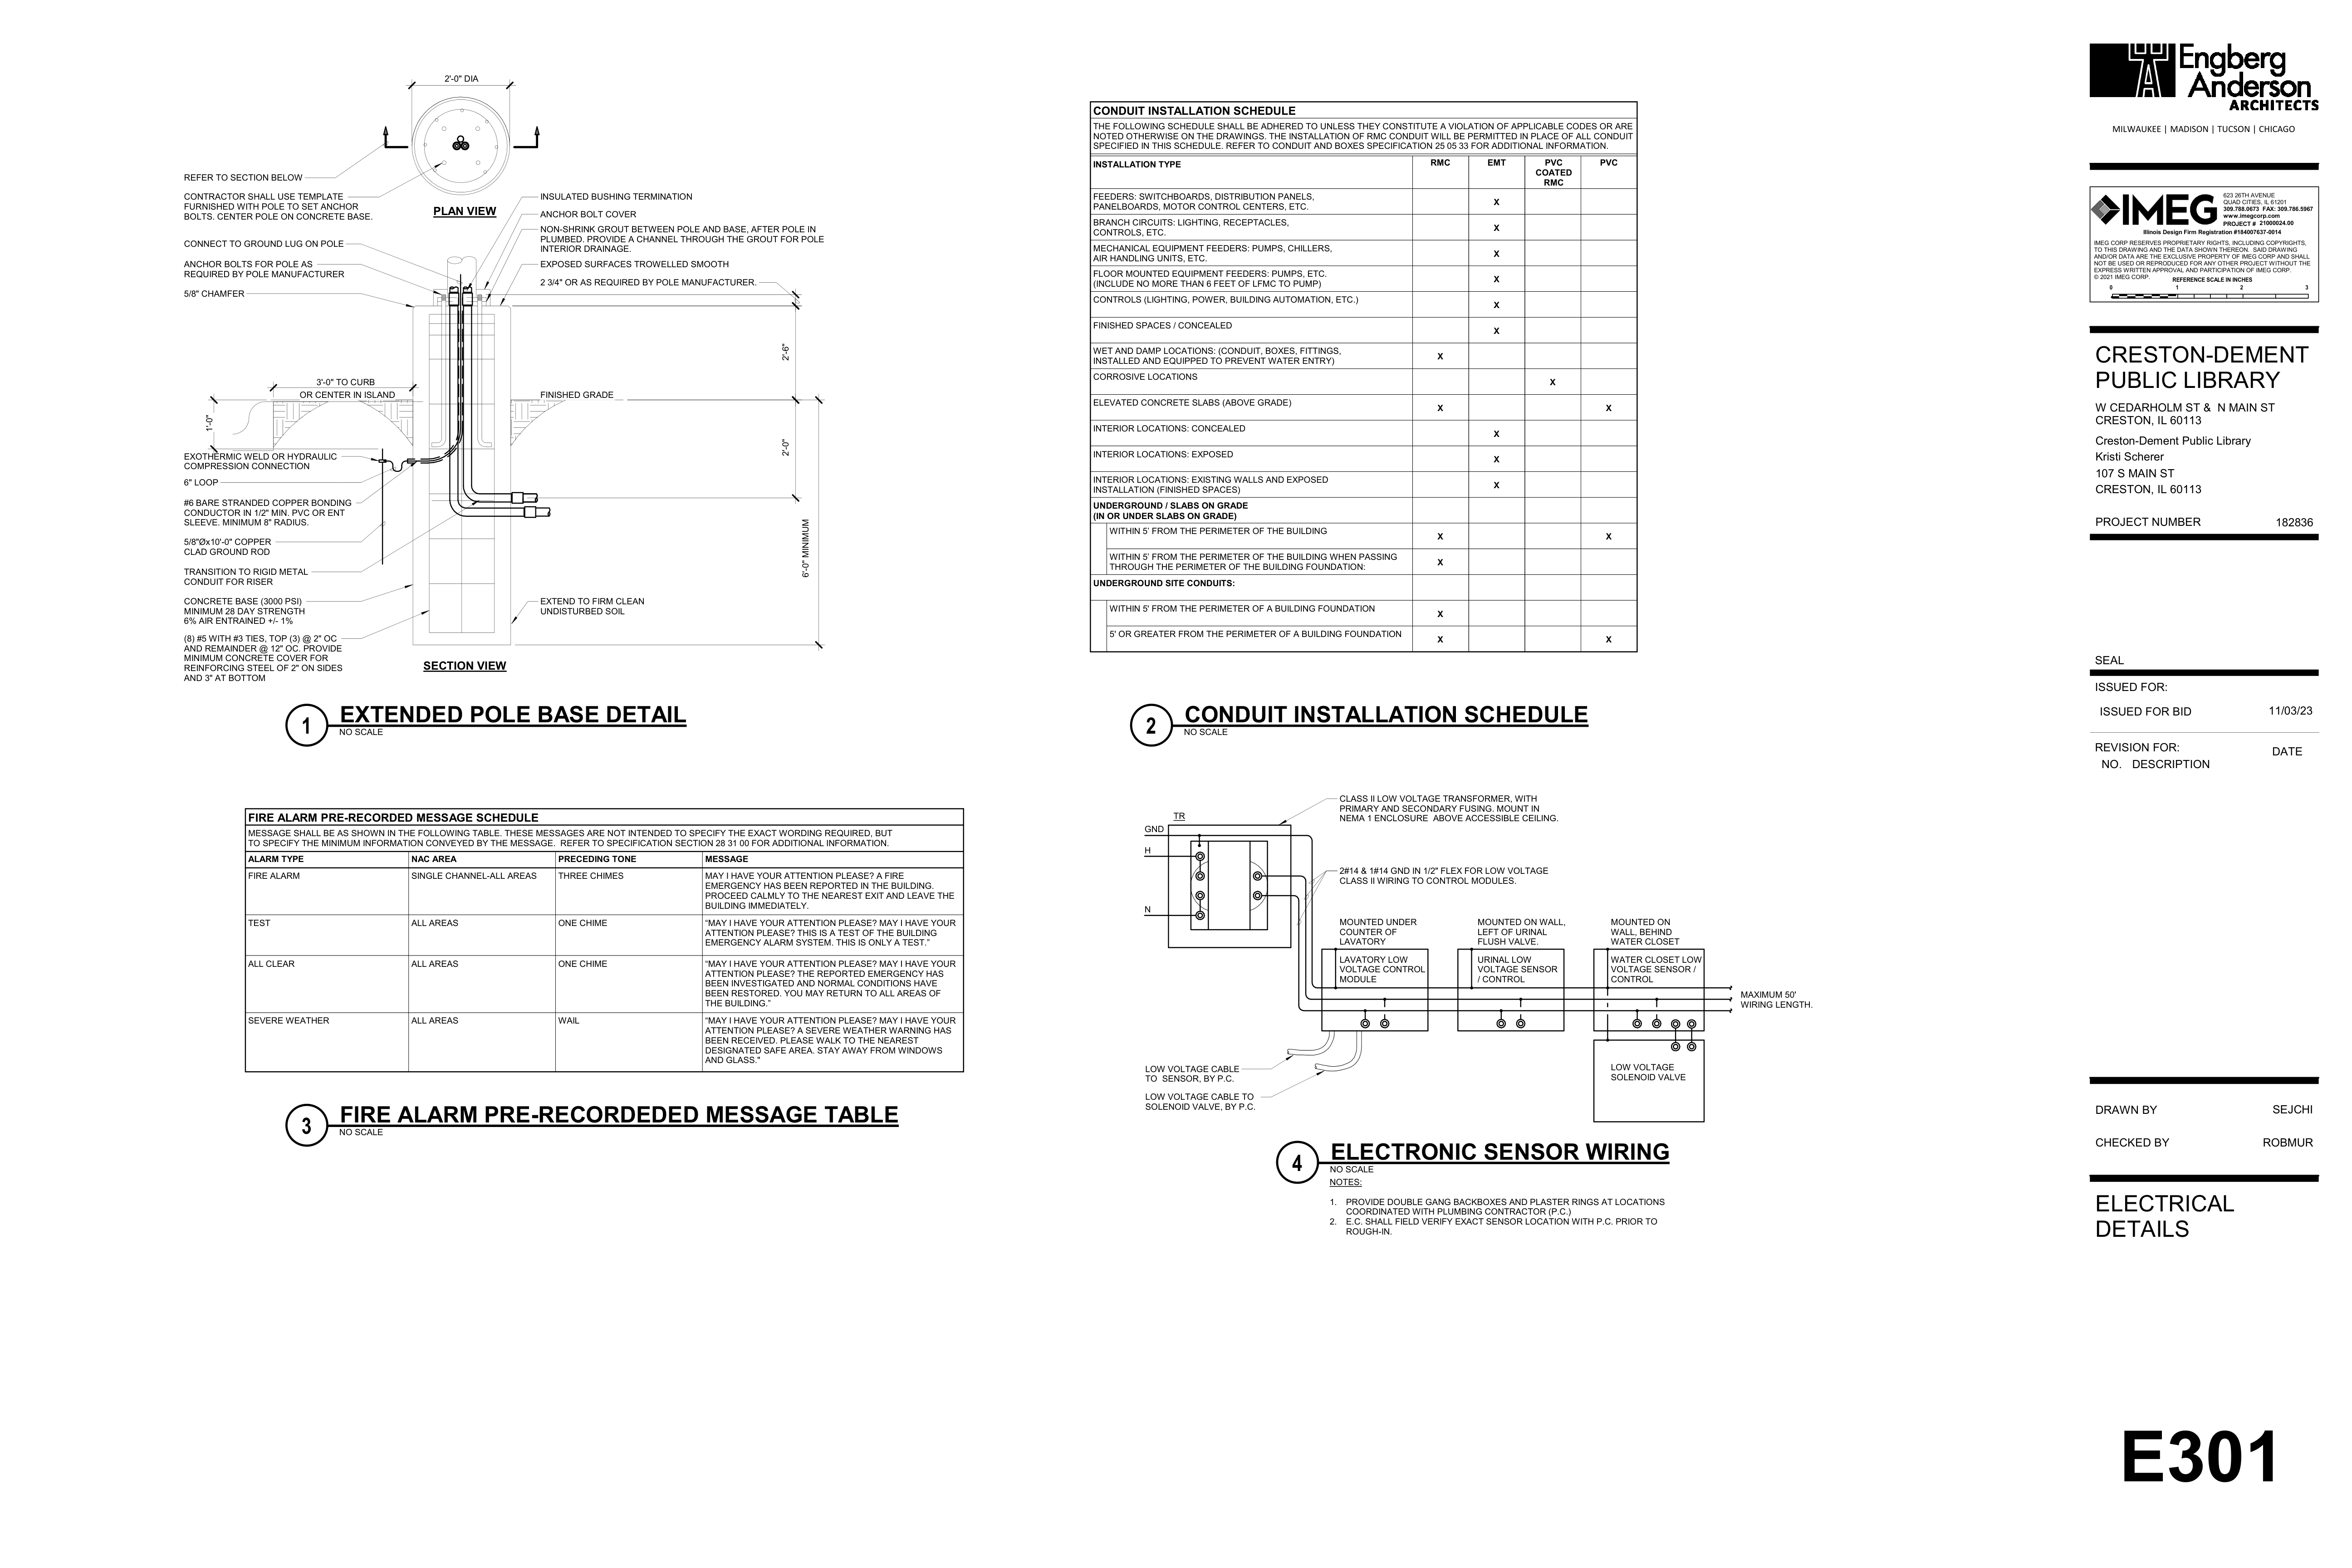 2'-0" DIA
REFER TO SECTION BELOW
CONTRACTOR SHALL USE TEMPLATE
FURNISHED WITH POLE TO SET ANCHOR
BOLTS. CENTER POLE ON CONCRETE BASE.
PLAN VIEW
CONNECT TO GROUND LUG ON POLE
ANCHOR BOLTS FOR POLE AS
REQUIRED BY POLE MANUFACTURER
5/8" CHAMFER
INSULATED BUSHING TERMINATION
ANCHOR BOLT COVER
NON-SHRINK GROUT BETWEEN POLE AND BASE, AFTER POLE IN
PLUMBED. PROVIDE A CHANNEL THROUGH THE GROUT FOR POLE
INTERIOR DRAINAGE.
EXPOSED SURFACES TROWELLED SMOOTH
2 3/4" OR AS REQUIRED BY POLE MANUFACTURER.
2'-6"
3'-0" TO CURB
OR CENTER IN ISLAND
FINISHED GRADE
1'-0"
2'-0"
6'-0" MINIMUM
EXOTHERMIC WELD OR HYDRAULIC
COMPRESSION CONNECTION
6" LOOP
#6 BARE STRANDED COPPER BONDING
CONDUCTOR IN 1/2" MIN. PVC OR ENT
SLEEVE. MINIMUM 8" RADIUS.
5/8"Øx10'-0" COPPER
CLAD GROUND ROD
TRANSITION TO RIGID METAL
CONDUIT FOR RISER
CONCRETE BASE (3000 PSI)
MINIMUM 28 DAY STRENGTH
6% AIR ENTRAINED +/- 1%
(8) #5 WITH #3 TIES, TOP (3) @ 2" OC
AND REMAINDER @ 12" OC. PROVIDE
MINIMUM CONCRETE COVER FOR
REINFORCING STEEL OF 2" ON SIDES
AND 3" AT BOTTOM
EXTEND TO FIRM CLEAN
UNDISTURBED SOIL
SECTION VIEW
1 EXTENDED POLE BASE DETAIL
NO SCALE
CONDUIT INSTALLATION SCHEDULE
THE FOLLOWING SCHEDULE SHALL BE ADHERED TO UNLESS THEY CONSTITUTE A VIOLATION OF APPLICABLE CODES OR ARE
NOTED OTHERWISE ON THE DRAWINGS. THE INSTALLATION OF RMC CONDUIT WILL BE PERMITTED IN PLACE OF ALL CONDUIT
SPECIFIED IN THIS SCHEDULE. REFER TO CONDUIT AND BOXES SPECIFICATION 25 05 33 FOR ADDITIONAL INFORMATION.
INSTALLATION TYPE RMC EMT PVC COATED RMC PVC
FEEDERS: SWITCHBOARDS, DISTRIBUTION PANELS,
PANELBOARDS, MOTOR CONTROL CENTERS, ETC. X
BRANCH CIRCUITS: LIGHTING, RECEPTACLES,
CONTROLS, ETC. X
MECHANICAL EQUIPMENT FEEDERS: PUMPS, CHILLERS,
AIR HANDLING UNITS, ETC. X
FLOOR MOUNTED EQUIPMENT FEEDERS: PUMPS, ETC.
(INCLUDE NO MORE THAN 6 FEET OF LFMC TO PUMP) X
CONTROLS (LIGHTING, POWER, BUILDING AUTOMATION, ETC.) X
FINISHED SPACES / CONCEALED X
WET AND DAMP LOCATIONS: (CONDUIT, BOXES, FITTINGS,
INSTALLED AND EQUIPPED TO PREVENT WATER ENTRY) X
CORROSIVE LOCATIONS X
ELEVATED CONCRETE SLABS (ABOVE GRADE) X X
INTERIOR LOCATIONS: CONCEALED X
INTERIOR LOCATIONS: EXPOSED X
INTERIOR LOCATIONS: EXISTING WALLS AND EXPOSED
INSTALLATION (FINISHED SPACES) X
UNDERGROUND / SLABS ON GRADE
(IN OR UNDER SLABS ON GRADE)
WITHIN 5' FROM THE PERIMETER OF THE BUILDING X X
WITHIN 5' FROM THE PERIMETER OF THE BUILDING WHEN PASSING
THROUGH THE PERIMETER OF THE BUILDING FOUNDATION: X
UNDERGROUND SITE CONDUITS:
WITHIN 5' FROM THE PERIMETER OF A BUILDING FOUNDATION X
5' OR GREATER FROM THE PERIMETER OF A BUILDING FOUNDATION X X
2 CONDUIT INSTALLATION SCHEDULE
NO SCALE
FIRE ALARM PRE-RECORDED MESSAGE SCHEDULE
MESSAGE SHALL BE AS SHOWN IN THE FOLLOWING TABLE. THESE MESSAGES ARE NOT INTENDED TO SPECIFY THE EXACT WORDING REQUIRED, BUT
TO SPECIFY THE MINIMUM INFORMATION CONVEYED BY THE MESSAGE. REFER TO SPECIFICATION SECTION 28 31 00 FOR ADDITIONAL INFORMATION.
ALARM TYPE NAC AREA PRECEDING TONE MESSAGE
FIRE ALARM SINGLE CHANNEL-ALL AREAS THREE CHIMES MAY I HAVE YOUR ATTENTION PLEASE? A FIRE
EMERGENCY HAS BEEN REPORTED IN THE BUILDING.
PROCEED CALMLY TO THE NEAREST EXIT AND LEAVE THE
BUILDING IMMEDIATELY.
TEST ALL AREAS ONE CHIME "MAY I HAVE YOUR ATTENTION PLEASE? MAY I HAVE YOUR
ATTENTION PLEASE? THIS IS A TEST OF THE BUILDING
EMERGENCY ALARM SYSTEM. THIS IS ONLY A TEST."
ALL CLEAR ALL AREAS ONE CHIME "MAY I HAVE YOUR ATTENTION PLEASE? MAY I HAVE YOUR
ATTENTION PLEASE? THE REPORTED EMERGENCY HAS
BEEN INVESTIGATED AND NORMAL CONDITIONS HAVE
BEEN RESTORED. YOU MAY RETURN TO ALL AREAS OF
THE BUILDING."
SEVERE WEATHER ALL AREAS WAIL "MAY I HAVE YOUR ATTENTION PLEASE? MAY I HAVE YOUR
ATTENTION PLEASE? A SEVERE WEATHER WARNING HAS
BEEN RECEIVED. PLEASE WALK TO THE NEAREST
DESIGNATED SAFE AREA. STAY AWAY FROM WINDOWS
AND GLASS."
3 FIRE ALARM PRE-RECORDEDED MESSAGE TABLE
NO SCALE
TR
GND
H
N
CLASS II LOW VOLTAGE TRANSFORMER, WITH
PRIMARY AND SECONDARY FUSING. MOUNT IN
NEMA 1 ENCLOSURE ABOVE ACCESSIBLE CEILING.
2#14 & 1#14 GND IN 1/2" FLEX FOR LOW VOLTAGE
CLASS II WIRING TO CONTROL MODULES.
MOUNTED UNDER
COUNTER OF
LAVATORY
MOUNTED ON WALL,
LEFT OF URINAL
FLUSH VALVE.
MOUNTED ON
WALL, BEHIND
WATER CLOSET
LAVATORY LOW
VOLTAGE CONTROL
MODULE
URINAL LOW
VOLTAGE SENSOR
/ CONTROL
WATER CLOSET LOW
VOLTAGE SENSOR /
CONTROL
MAXIMUM 50'
WIRING LENGTH.
LOW VOLTAGE CABLE
TO SENSOR, BY P.C.
LOW VOLTAGE CABLE TO
SOLENOID VALVE, BY P.C.
LOW VOLTAGE
SOLENOID VALVE
4 ELECTRONIC SENSOR WIRING
NO SCALE
NOTES:
1. PROVIDE DOUBLE GANG BACKBOXES AND PLASTER RINGS AT LOCATIONS
COORDINATED WITH PLUMBING CONTRACTOR (P.C.)
2. E.C. SHALL FIELD VERIFY EXACT SENSOR LOCATION WITH P.C. PRIOR TO
ROUGH-IN.
Engberg
Anderson
ARCHITECTS
MILWAUKEE | MADISON | TUCSON | CHICAGO
IMEG
623 26TH AVENUE
QUAD CITIES, IL 61201
309.788.0673 FAX: 309.786.5967
www.imegcorp.com
PROJECT # 21000024.00
Illinois Design Firm Registration #184007637-0014
IMEG CORP RESERVES PROPRIETARY RIGHTS, INCLUDING COPYRIGHTS,
TO THIS DRAWING AND THE DATA SHOWN THEREON. SAID DRAWING
AND/OR DATA ARE THE EXCLUSIVE PROPERTY OF IMEG CORP AND SHALL
NOT BE USED OR REPRODUCED FOR ANY OTHER PROJECT WITHOUT THE
EXPRESS WRITTEN APPROVAL AND PARTICIPATION OF IMEG CORP.
© 2021 IMEG CORP.
REFERENCE SCALE IN INCHES
0 1 2 3
CRESTON-DEMENT
PUBLIC LIBRARY
W CEDARHOLM ST & N MAIN ST
CRESTON, IL 60113
Creston-Dement Public Library
Kristi Scherer
107 S MAIN ST
CRESTON, IL 60113
PROJECT NUMBER 182836
SEAL
ISSUED FOR:
ISSUED FOR BID 11/03/23
REVISION FOR: DATE
NO. DESCRIPTION
DRAWN BY SEJCHI
CHECKED BY ROBMUR
ELECTRICAL
DETAILS
E301